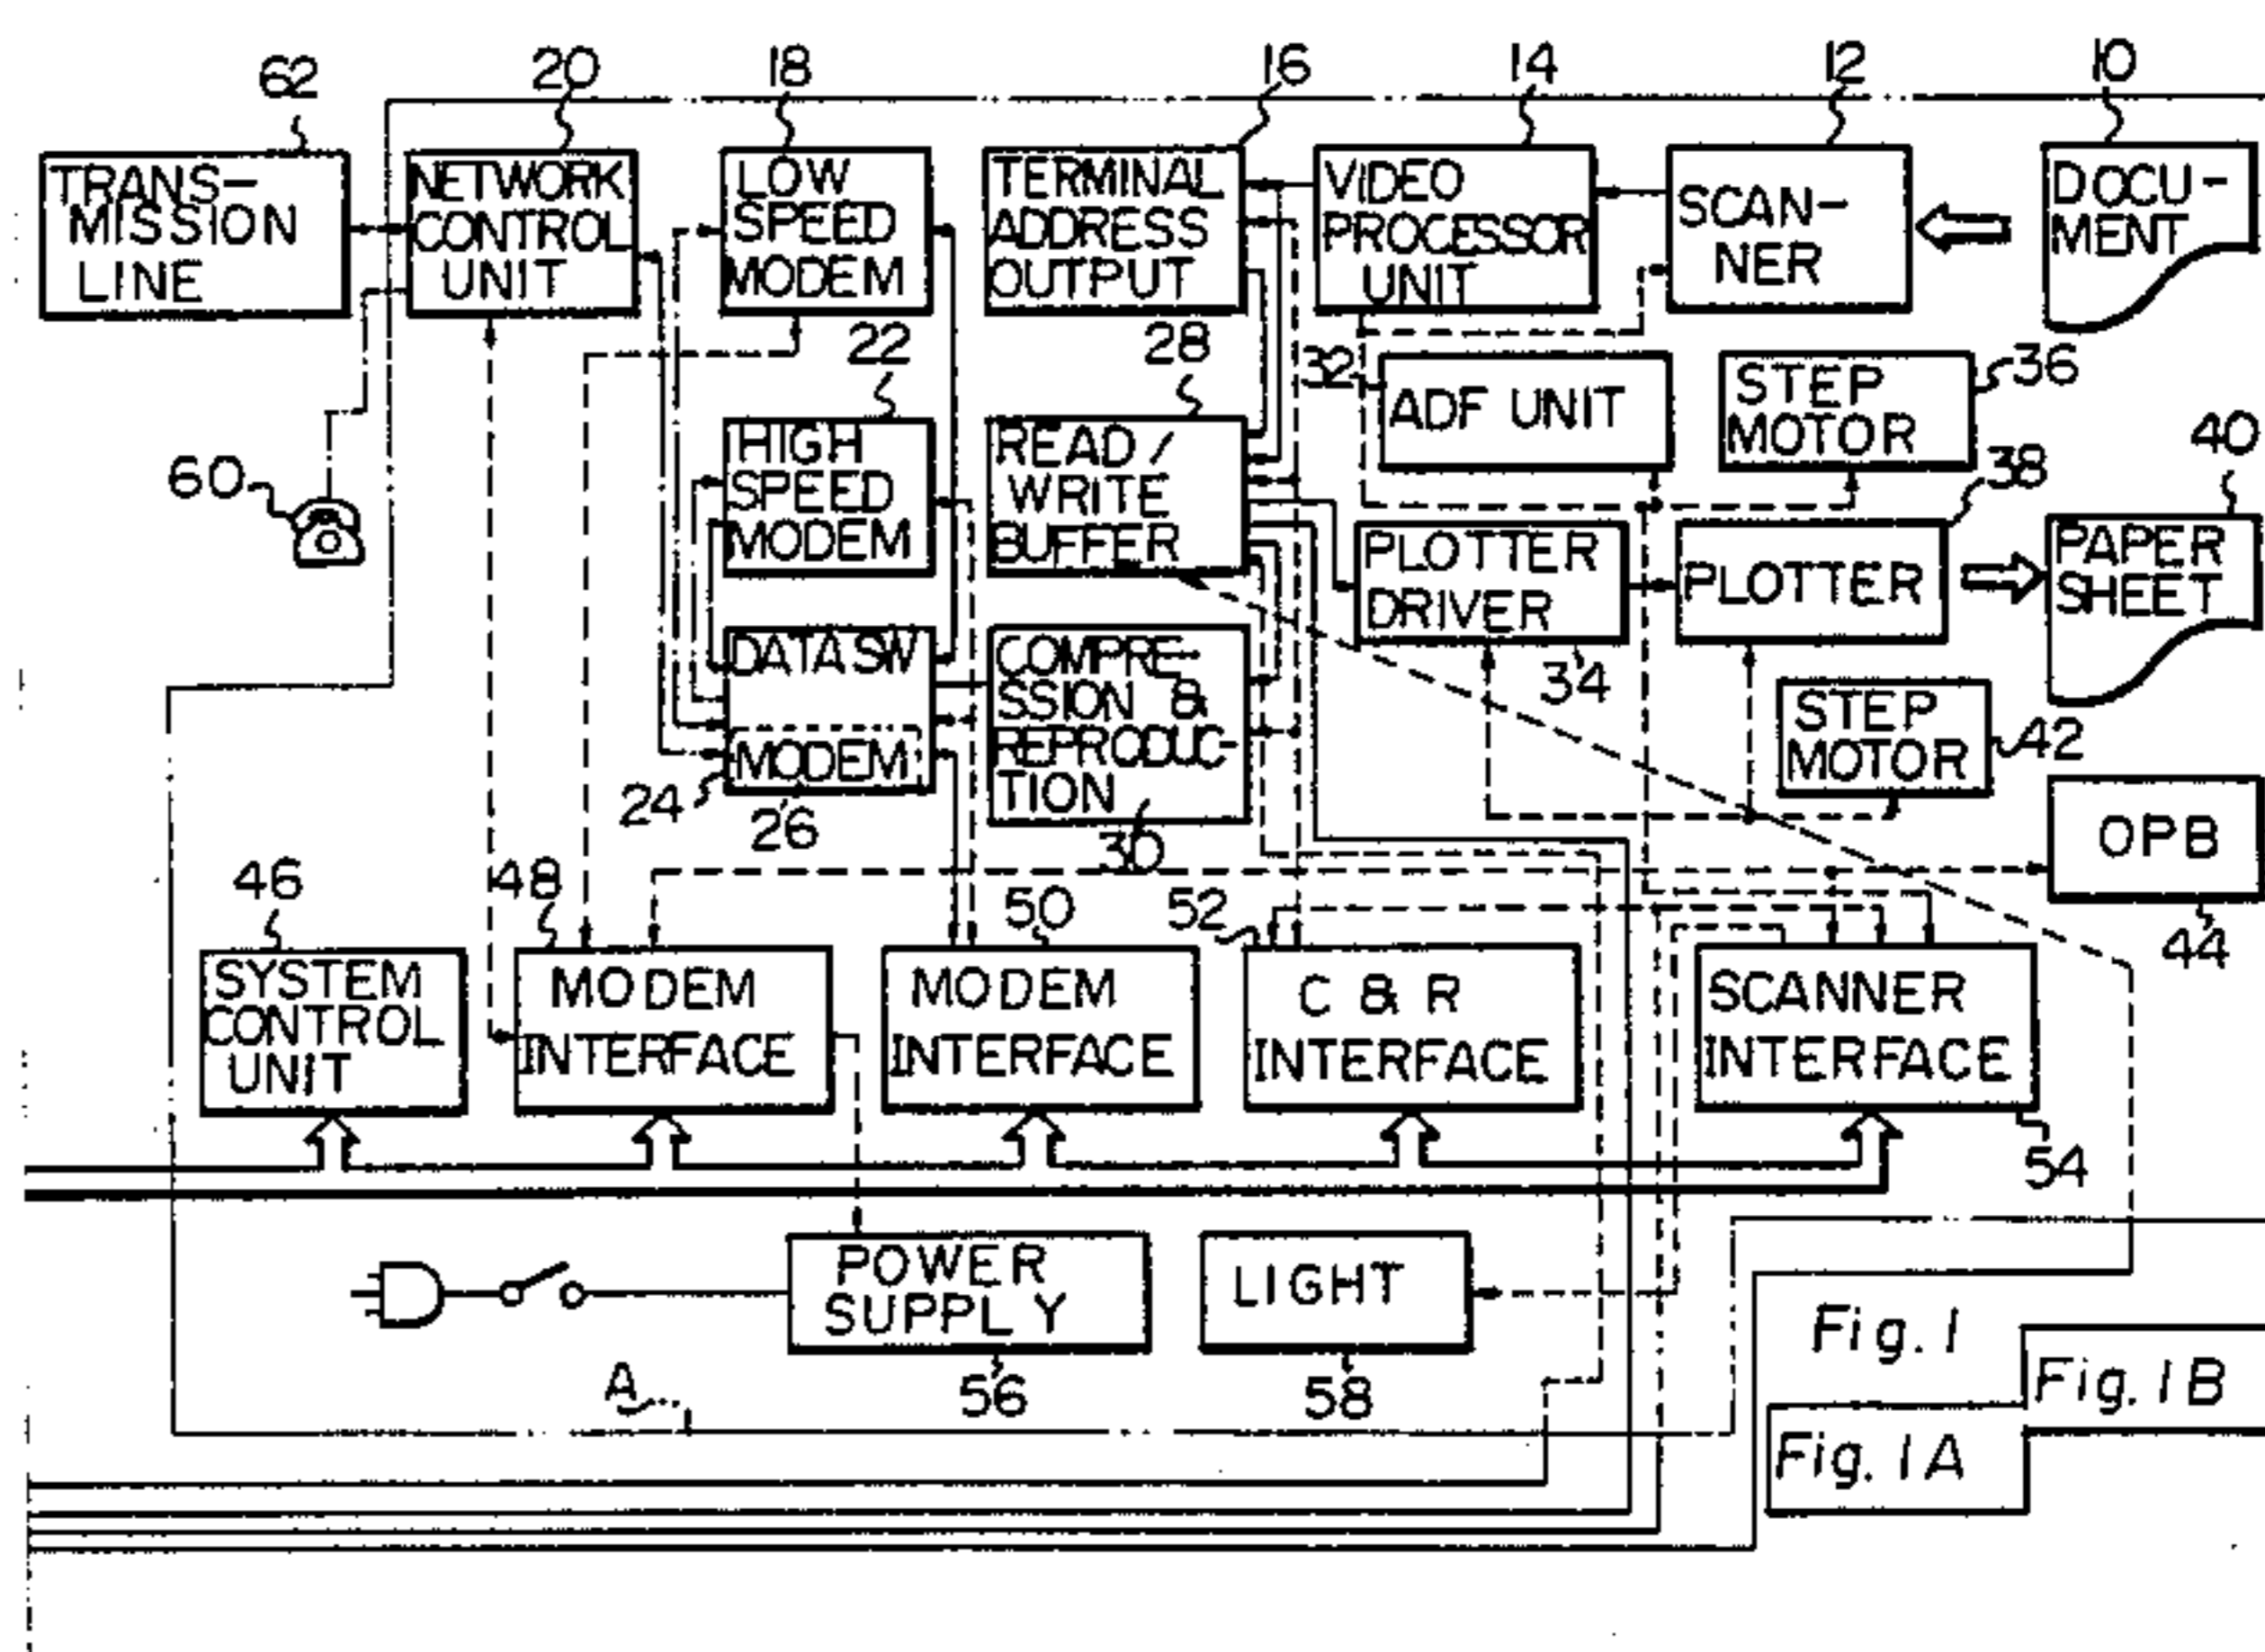 62
20
18
16
14
12
10
TRANS-
MISSION
LINE
NETWORK
CONTROL
UNIT
LOW
SPEED
MODEM
TERMINAL
ADDRESS
OUTPUT
VIDEO
PROCESSOR
UNIT
SCAN-
NER
DOCU-
MENT
22
28
32
36
HIGH
SPEED
MODEM
READ /
WRITE
BUFFER
ADF UNIT
STEP
MOTOR
38
40
60
PLOTTER
DRIVER
PLOTTER
PAPER
SHEET
34
DATA SW
MODEM
24
26
COMPRE-
SSION &
REPRODUC-
TION
30
STEP
MOTOR
42
OPB
44
46
48
50
52
SYSTEM
CONTROL
UNIT
MODEM
INTERFACE
MODEM
INTERFACE
C & R
INTERFACE
SCANNER
INTERFACE
54
POWER
SUPPLY
56
LIGHT
58
A
Fig. 1
Fig. 1B
Fig. 1A